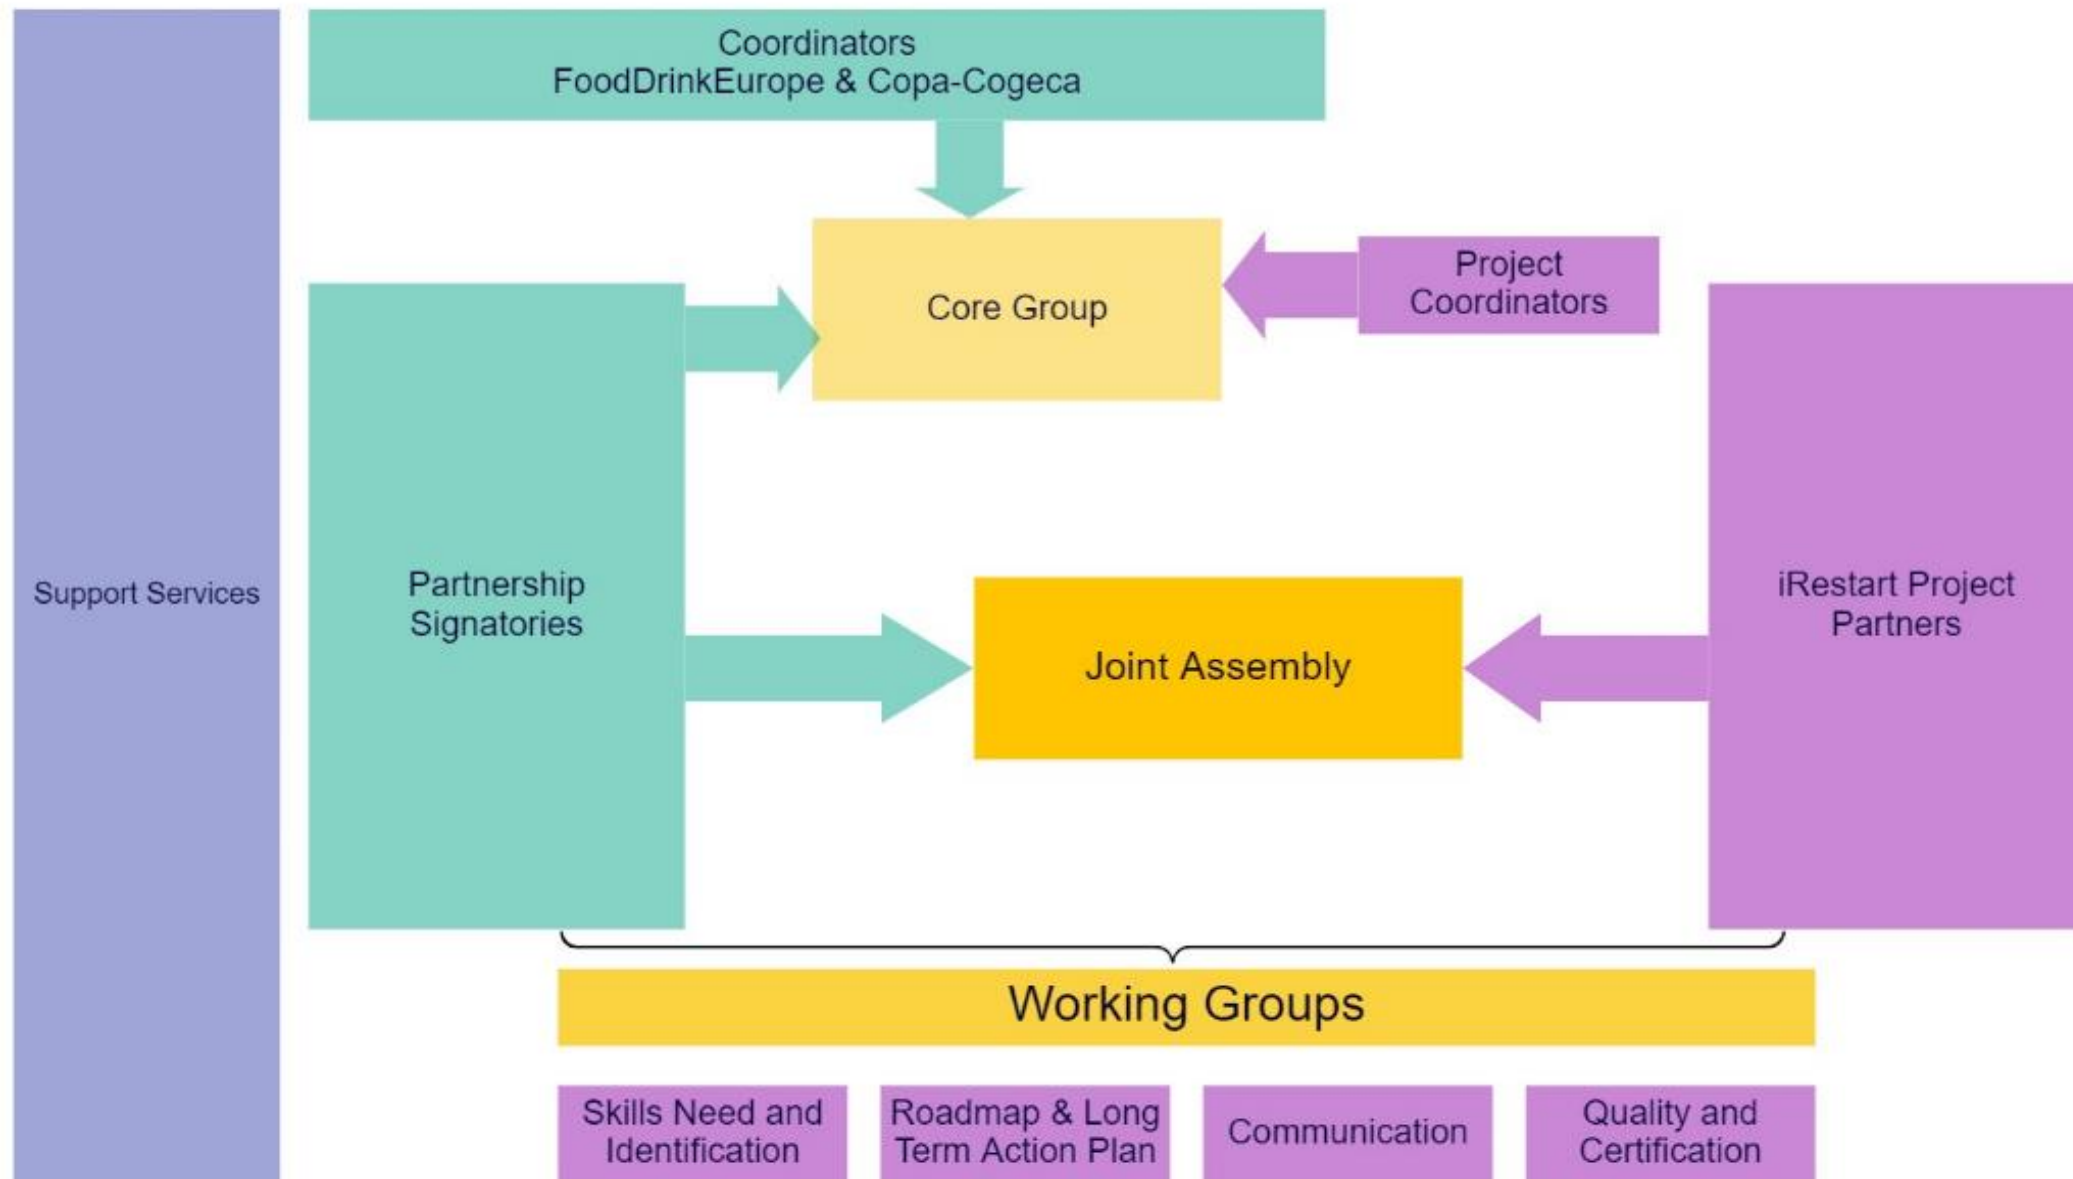 Coordinators
FoodDrinkEurope & Copa-Cogeca
Core Group
Project
Coordinators
Support Services
Partnership
Signatories
Joint Assembly
iRestart Project
Partners
Working Groups
Skills Need and
Identification
Roadmap & Long
Term Action Plan
Communication
Quality and
Certification